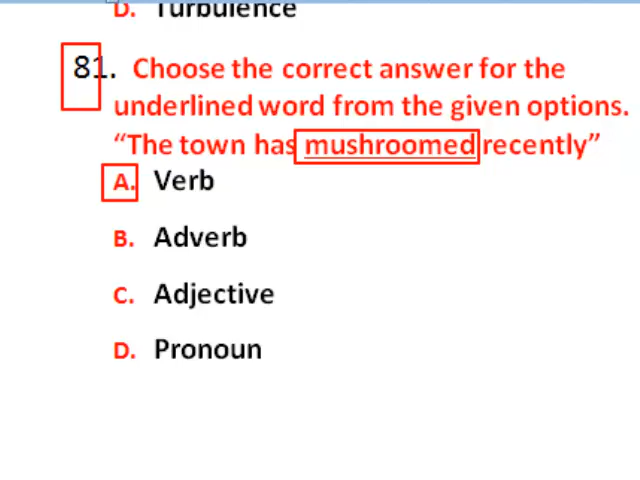 D. Turbulence
81. Choose the correct answer for the
underlined word from the given options.
“The town has mushroomed recently”
A. Verb
B. Adverb
C. Adjective
D. Pronoun